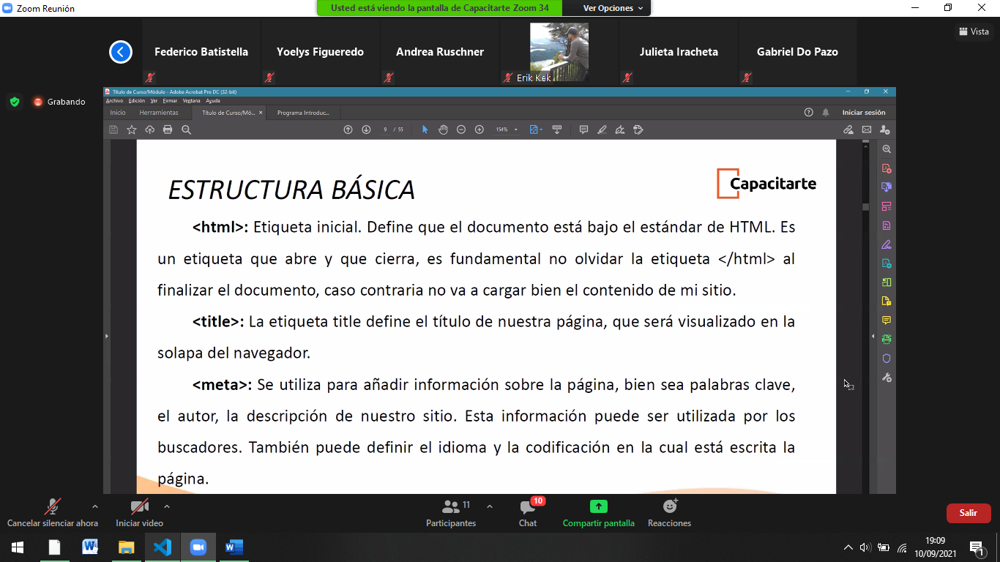 Zoom Reunión
Usted está viendo la pantalla de Capacitarte Zoom 34
Ver Opciones
Federico Batistella
Yoelys Figueredo
Andrea Ruschner
Erik Kek
Julieta Iracheta
Gabriel Do Pazo
Vista
Grabando
Título de Curso/Módulo - Adobe Acrobat Pro DC (32-bit)
Archivo Edición Ver Firmar Ventana Ayuda
Inicio Herramientas Título de Curso/Mó... × Programa Introduc... Iniciar sesión
9 / 55 154%
ESTRUCTURA BÁSICA
Capacitarte
<html>: Etiqueta inicial. Define que el documento está bajo el estándar de HTML. Es
un etiqueta que abre y que cierra, es fundamental no olvidar la etiqueta </html> al
finalizar el documento, caso contraria no va a cargar bien el contenido de mi sitio.
<title>: La etiqueta title define el título de nuestra página, que será visualizado en la
solapa del navegador.
<meta>: Se utiliza para añadir información sobre la página, bien sea palabras clave,
el autor, la descripción de nuestro sitio. Esta información puede ser utilizada por los
buscadores. También puede definir el idioma y la codificación en la cual está escrita la
página.
Cancelar silenciar ahora
Iniciar video
11
Participantes
10
Chat
Compartir pantalla
Reacciones
Salir
19:09
10/09/2021
1